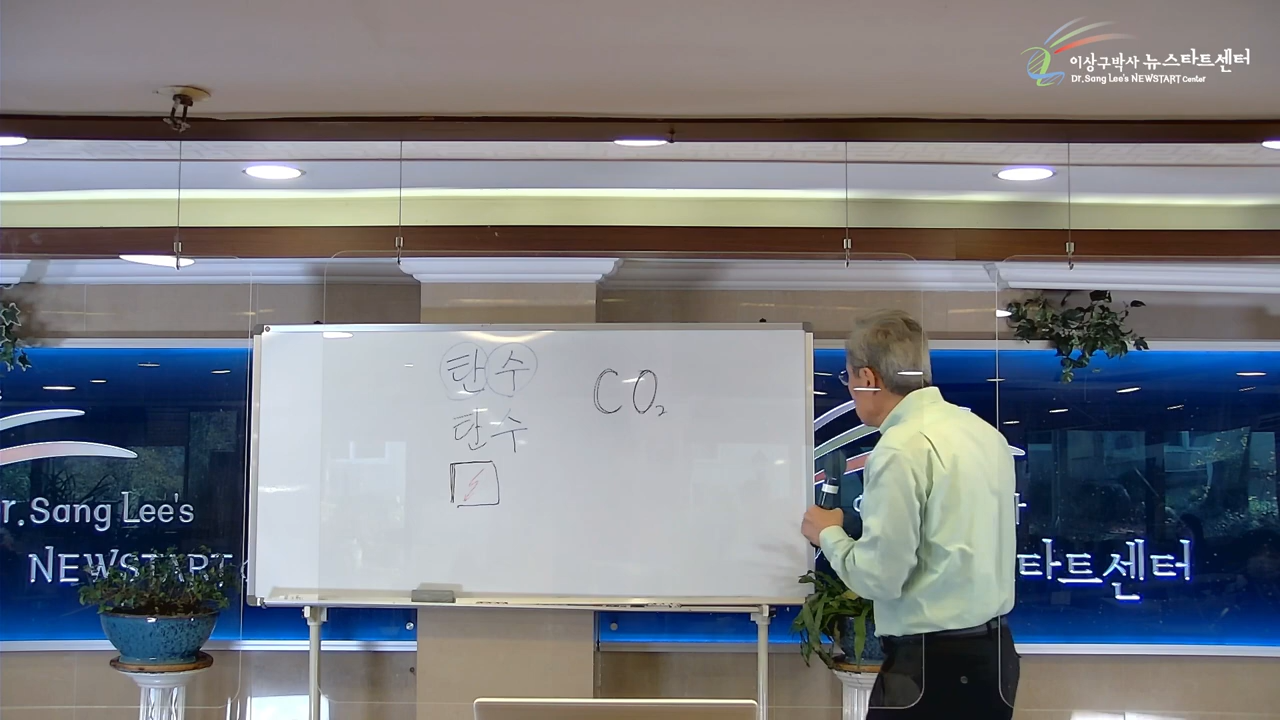 이상구박사 뉴스타트센터
Dr. Sang Lee's NEWSTART Center
탄수
CO₂
탄수
r. Sang Lee's
NEWSTART
타트센터